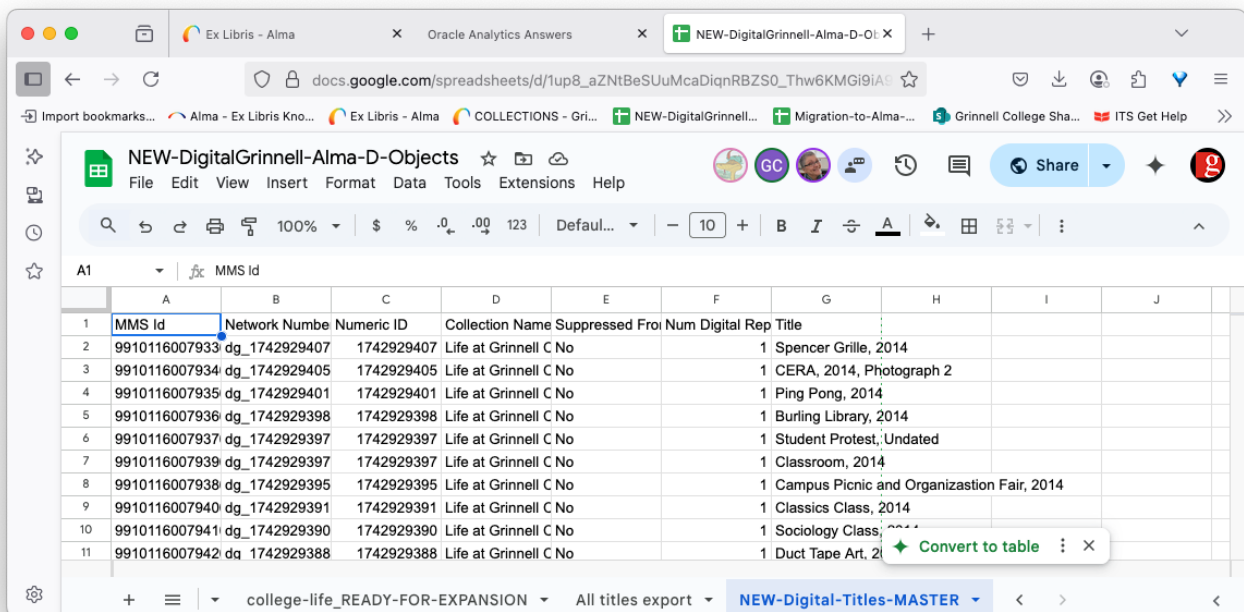 Ex Libris - Alma
Oracle Analytics Answers
NEW-DigitalGrinnell-Alma-D-Ob
docs.google.com/spreadsheets/d/1up8_aZNtBeSUuMcaDiqnRBZS0_Thw6KMGi9iA9
Import bookmarks... Alma - Ex Libris Kno... Ex Libris - Alma COLLECTIONS - Gri... NEW-DigitalGrinnell... Migration-to-Alma-... Grinnell College Sha... ITS Get Help
NEW-DigitalGrinnell-Alma-D-Objects
GC
Share
g
File Edit View Insert Format Data Tools Extensions Help
100% $ % .0 .00 123 Defaul... − 10 + B I S A
A1 fx MMS Id
A B C D E F G H I J
1 MMS Id Network Numbe Numeric ID Collection Name Suppressed Fro Num Digital Rep Title
2 99101160079330 dg_1742929407 1742929407 Life at Grinnell C No 1 Spencer Grille, 2014
3 9910116007934 dg_1742929405 1742929405 Life at Grinnell C No 1 CERA, 2014, Photograph 2
4 9910116007935 dg_1742929401 1742929401 Life at Grinnell C No 1 Ping Pong, 2014
5 9910116007936 dg_1742929398 1742929398 Life at Grinnell C No 1 Burling Library, 2014
6 9910116007937 dg_1742929397 1742929397 Life at Grinnell C No 1 Student Protest, Undated
7 9910116007939 dg_1742929397 1742929397 Life at Grinnell C No 1 Classroom, 2014
8 9910116007938 dg_1742929395 1742929395 Life at Grinnell C No 1 Campus Picnic and Organizastion Fair, 2014
9 9910116007940 dg_1742929391 1742929391 Life at Grinnell C No 1 Classics Class, 2014
10 9910116007941 dg_1742929390 1742929390 Life at Grinnell C No 1 Sociology Class,
11 9910116007942 dg_1742929388 1742929388 Life at Grinnell C No 1 Duct Tape Art, 2
Convert to table
college-life_READY-FOR-EXPANSION All titles export NEW-Digital-Titles-MASTER